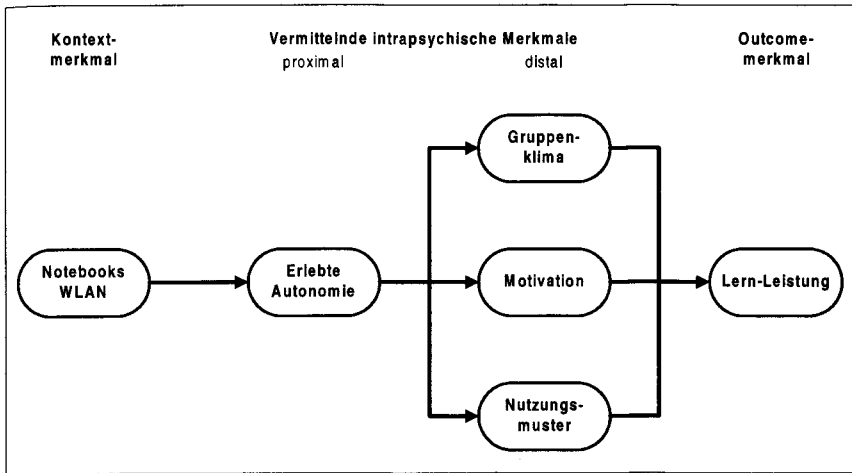 Kontext-
merkmal
Vermittelnde intrapsychische Merkmale
proximal
distal
Outcome-
merkmal
Gruppen-
klima
Notebooks
WLAN
Erlebte
Autonomie
Motivation
Lern-Leistung
Nutzungs-
muster